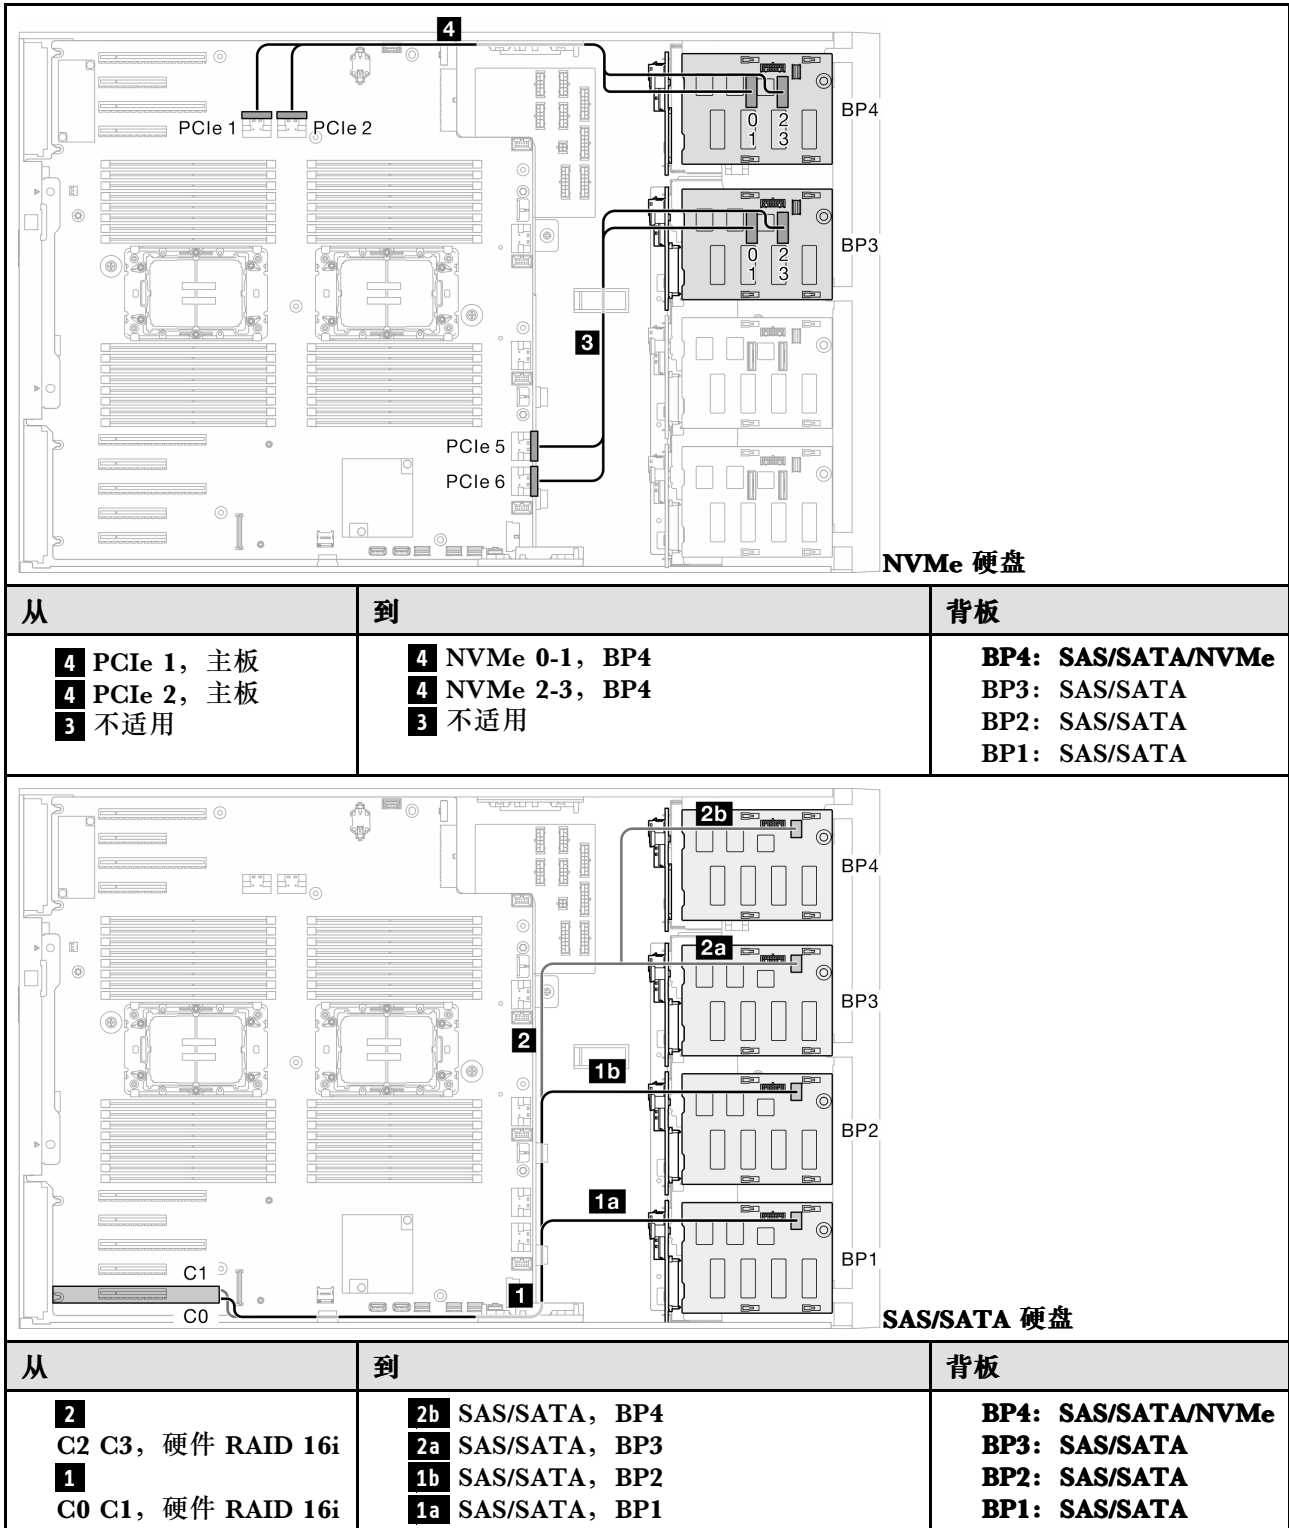 4
PCIe 1
PCIe 2
0
1
2
3
BP4
0
1
2
3
BP3
3
PCIe 5
PCIe 6
NVMe 硬盘
从
到
背板
4 PCIe 1，主板
4 PCIe 2，主板
3 不适用
4 NVMe 0-1，BP4
4 NVMe 2-3，BP4
3 不适用
BP4：SAS/SATA/NVMe
BP3：SAS/SATA
BP2：SAS/SATA
BP1：SAS/SATA
2b
BP4
2a
BP3
2
1b
BP2
1a
BP1
C1
1
C0
SAS/SATA 硬盘
从
到
背板
2
C2 C3，硬件 RAID 16i
1
C0 C1，硬件 RAID 16i
2b SAS/SATA，BP4
2a SAS/SATA，BP3
1b SAS/SATA，BP2
1a SAS/SATA，BP1
BP4：SAS/SATA/NVMe
BP3：SAS/SATA
BP2：SAS/SATA
BP1：SAS/SATA